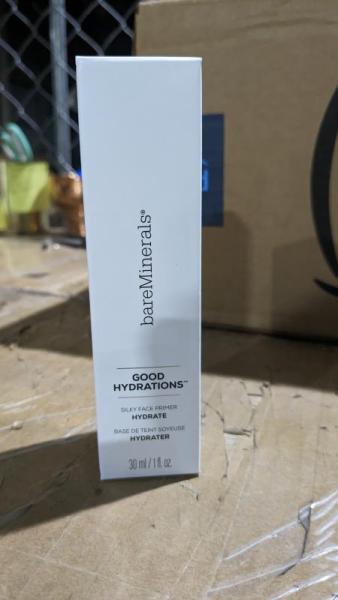 bareMinerals®
GOOD
HYDRATIONS™
SILKY FACE PRIMER
HYDRATE
BASE DE TEINT SOYEUSE
HYDRATER
30 ml / 1 fl. oz.